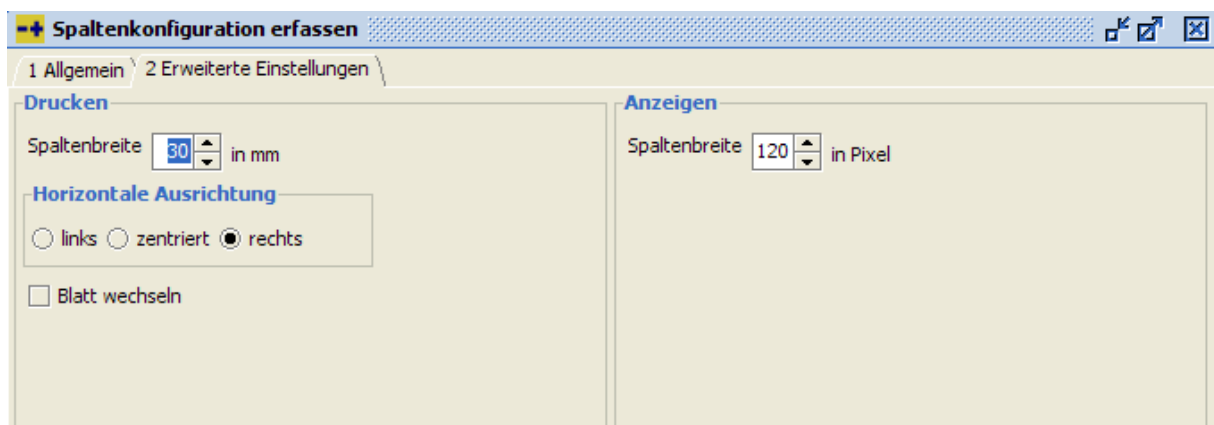 Spaltenkonfiguration erfassen
1 Allgemein 2 Erweiterte Einstellungen
Drucken
Spaltenbreite 30 in mm
Horizontale Ausrichtung
links zentriert rechts
Blatt wechseln
Anzeigen
Spaltenbreite 120 in Pixel